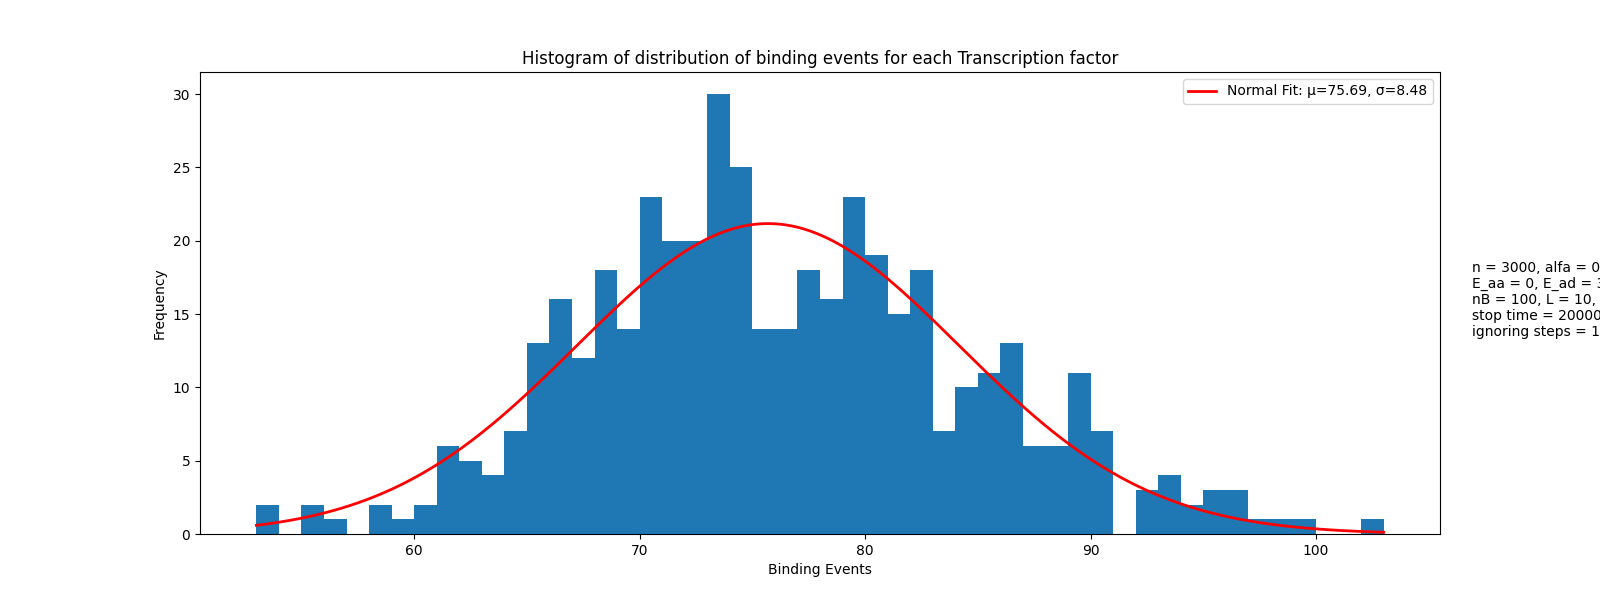 Histogram of distribution of binding events for each Transcription factor
Normal Fit: μ=75.69, σ=8.48
Frequency
30
25
20
15
10
5
0
60 70 80 90 100
Binding Events
n = 3000, alfa = 0
E_aa = 0, E_ad =
nB = 100, L = 10,
stop time = 20000
ignoring steps = 1